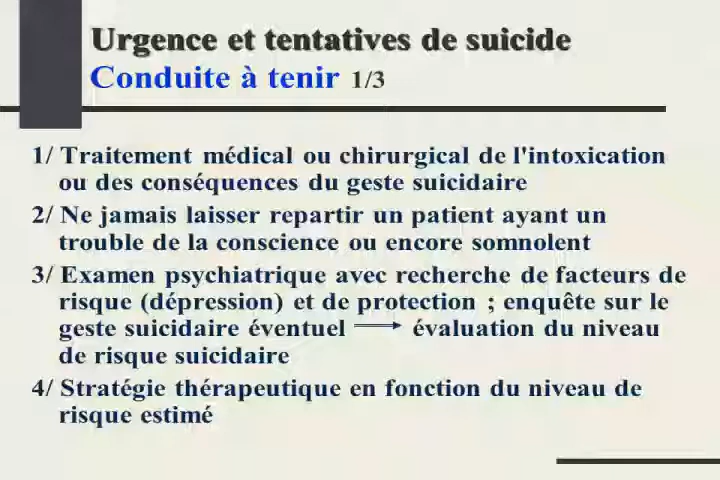 Urgence et tentatives de suicide
Conduite à tenir 1/3
1/ Traitement médical ou chirurgical de l'intoxication
ou des conséquences du geste suicidaire
2/ Ne jamais laisser repartir un patient ayant un
trouble de la conscience ou encore somnolent
3/ Examen psychiatrique avec recherche de facteurs de
risque (dépression) et de protection ; enquête sur le
geste suicidaire éventuel → évaluation du niveau
de risque suicidaire
4/ Stratégie thérapeutique en fonction du niveau de
risque estimé